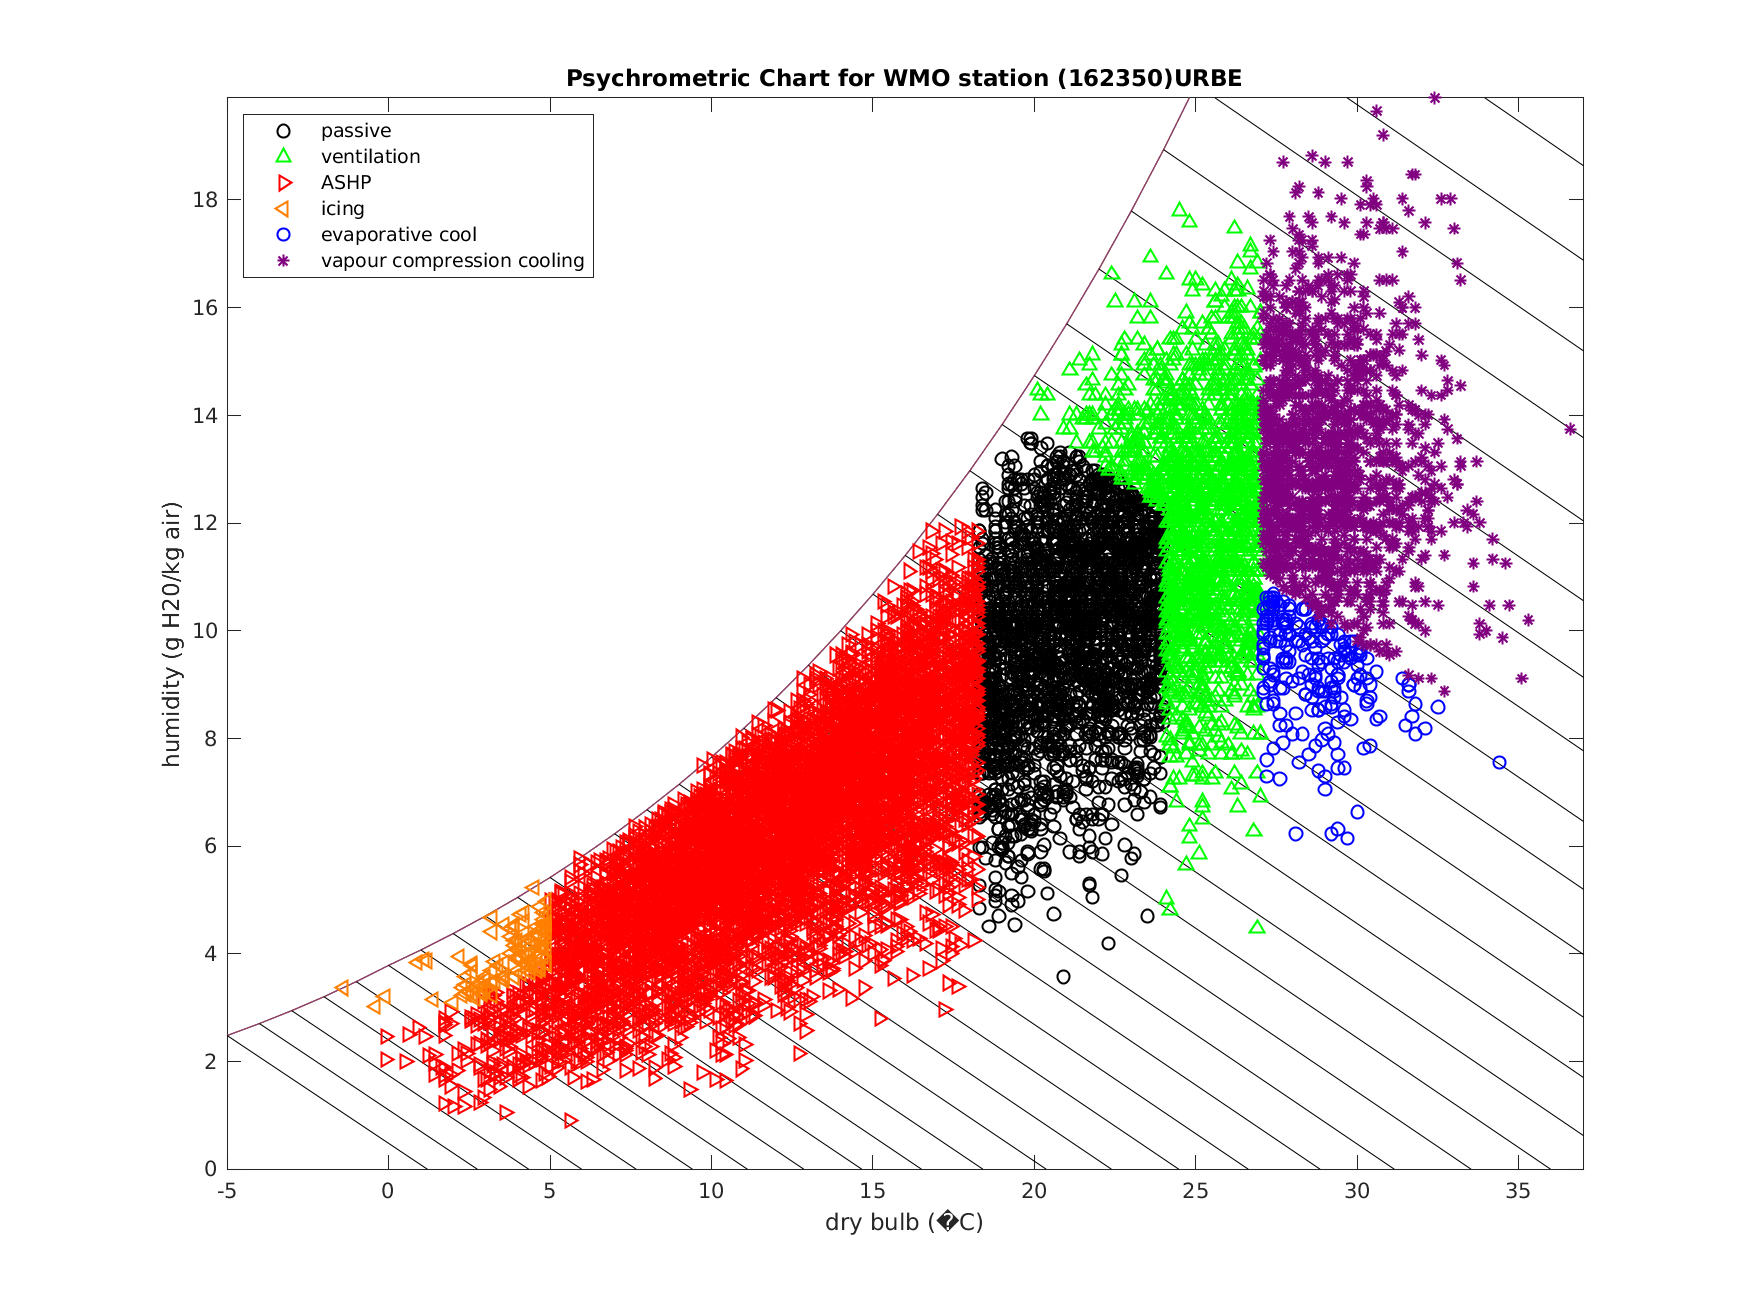 Psychrometric Chart for WMO station (162350)URBE
passive
ventilation
ASHP
icing
evaporative cool
vapour compression cooling
humidity (g H20/kg air)
18
16
14
12
10
8
6
4
2
0
-5 0 5 10 15 20 25 30 35
dry bulb (�C)